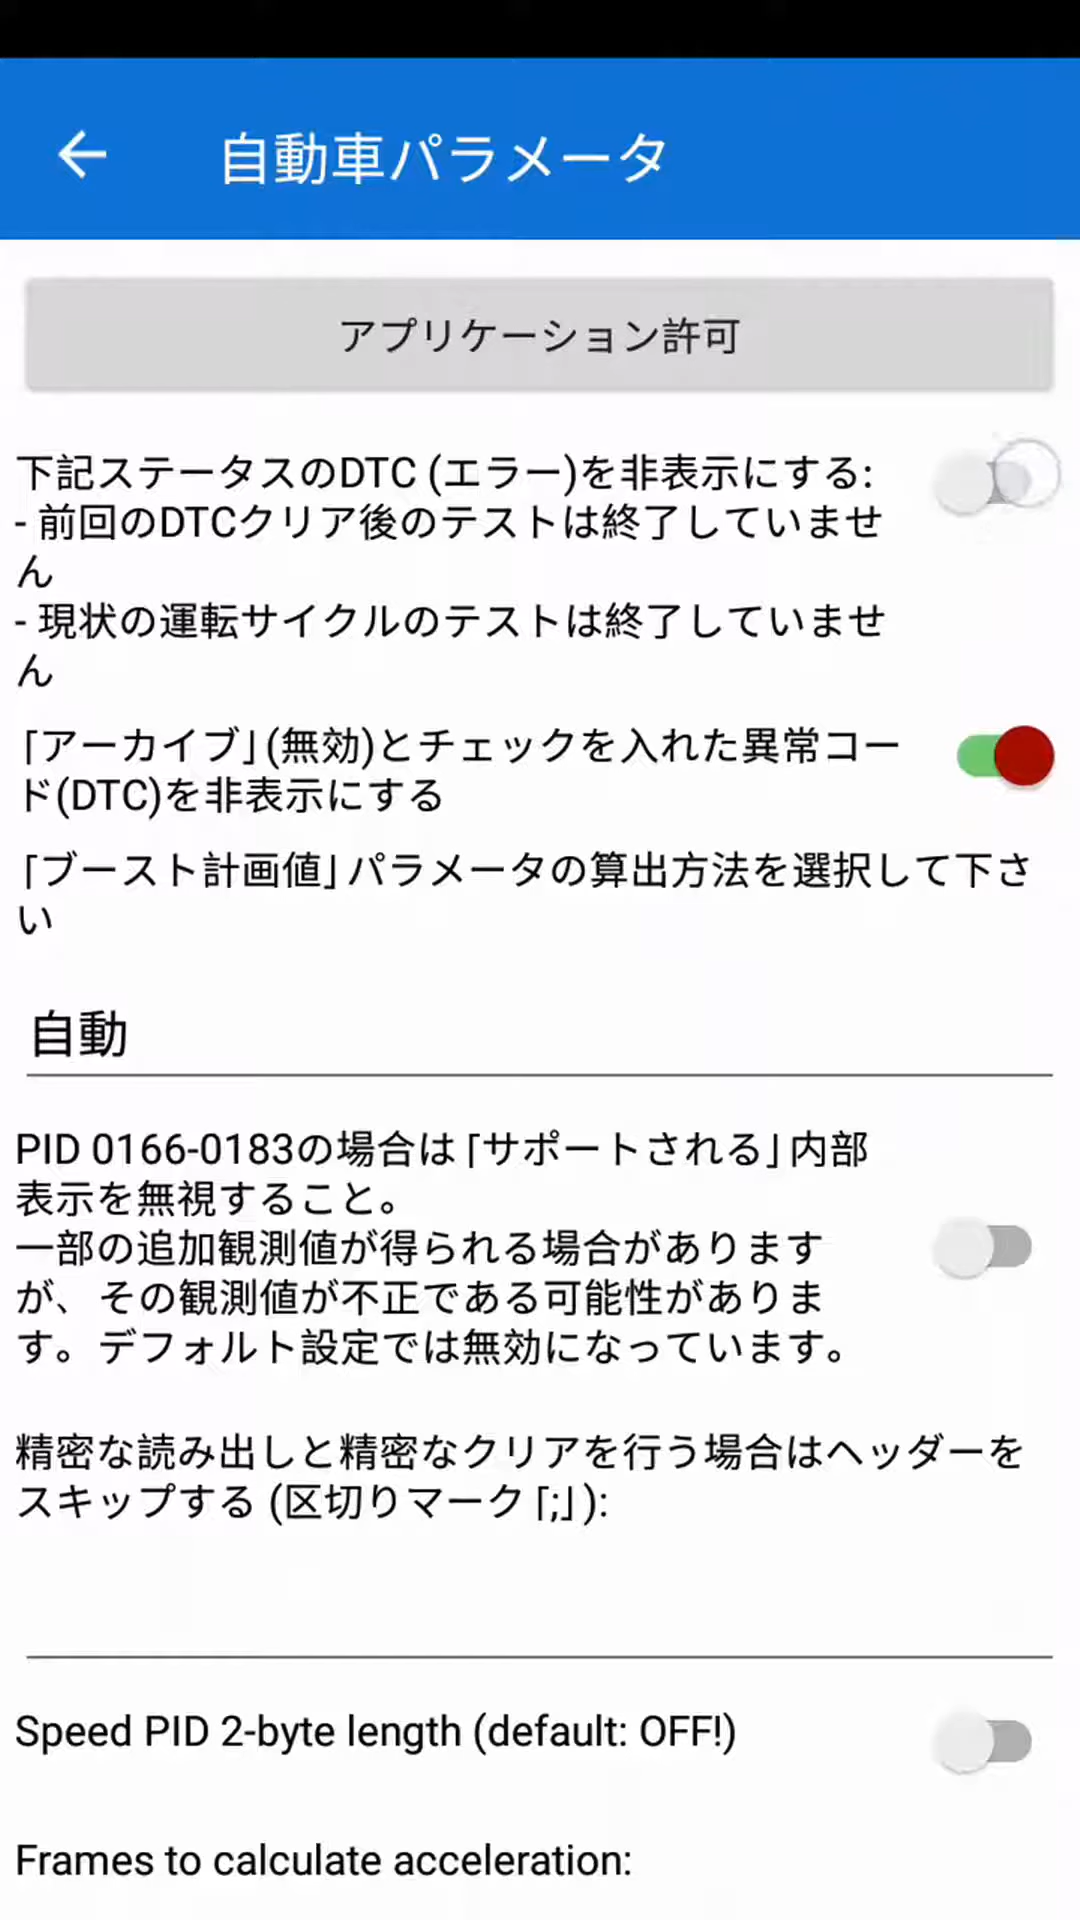 自動車パラメータ
アプリケーション許可
下記ステータスのDTC (エラー)を非表示にする:
- 前回のDTCクリア後のテストは終了していませ
ん
- 現状の運転サイクルのテストは終了していませ
ん
「アーカイブ」(無効)とチェックを入れた異常コー
ド(DTC)を非表示にする
「ブースト計画値」パラメータの算出方法を選択して下さ
い
自動
PID 0166-0183の場合は「サポートされる」内部
表示を無視すること。
一部の追加観測値が得られる場合があります
が、その観測値が不正である可能性がありま
す。デフォルト設定では無効になっています。
精密な読み出しと精密なクリアを行う場合はヘッダーを
スキップする (区切りマーク「;」):
Speed PID 2-byte length (default: OFF!)
Frames to calculate acceleration: